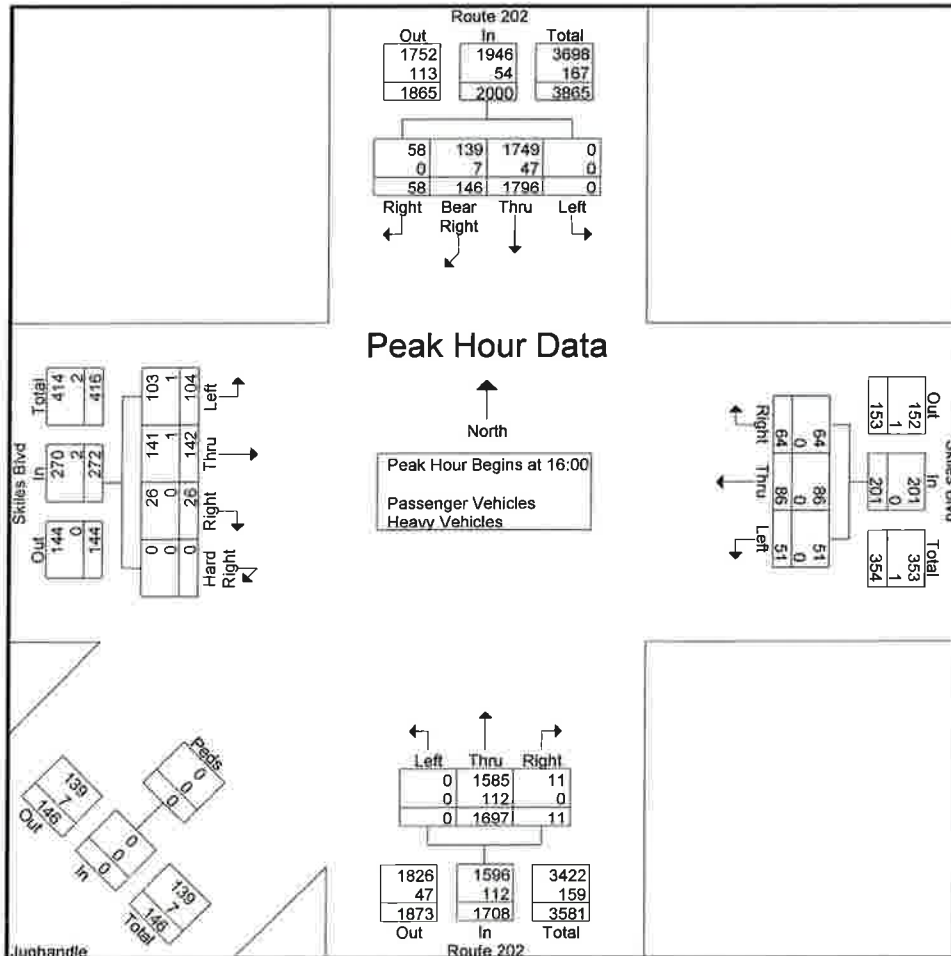 Route 202
Out In Total
1752 1946 3698
113 54 167
1865 2000 3865
58 139 1749 0
0 7 47 0
58 146 1796 0
Right Bear Right Thru Left
Peak Hour Data
North
Peak Hour Begins at 16:00
Passenger Vehicles
Heavy Vehicles
Skiles Blvd
Total In Out
414 270 144
2 2 0
416 272 144
103 141 26 0
1 1 0 0
104 142 26 0
Left Thru Right Hard Right
Skiles Blvd
Out In Total
152 201 353
1 0 1
153 201 354
64 86 51
0 0 0
64 86 51
Right Thru Left
Left Thru Right
0 1585 11
0 112 0
0 1697 11
1826 1596 3422
47 112 159
1873 1708 3581
Out In Total
Route 202
Peds
0
0
0
139 0 139
7 0 7
146 0 146
Out In Total
Jughandle